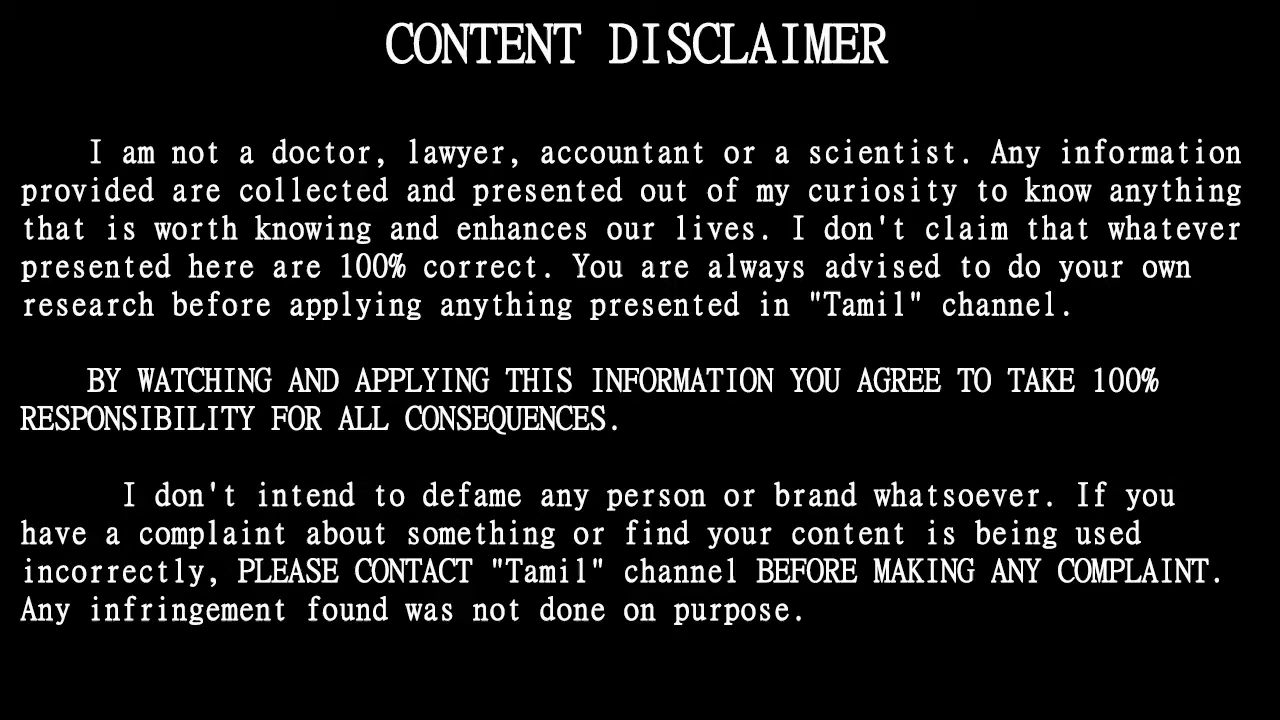 CONTENT DISCLAIMER
I am not a doctor, lawyer, accountant or a scientist. Any information
provided are collected and presented out of my curiosity to know anything
that is worth knowing and enhances our lives. I don't claim that whatever
presented here are 100% correct. You are always advised to do your own
research before applying anything presented in "Tamil" channel.
BY WATCHING AND APPLYING THIS INFORMATION YOU AGREE TO TAKE 100%
RESPONSIBILITY FOR ALL CONSEQUENCES.
I don't intend to defame any person or brand whatsoever. If you
have a complaint about something or find your content is being used
incorrectly, PLEASE CONTACT "Tamil" channel BEFORE MAKING ANY COMPLAINT.
Any infringement found was not done on purpose.